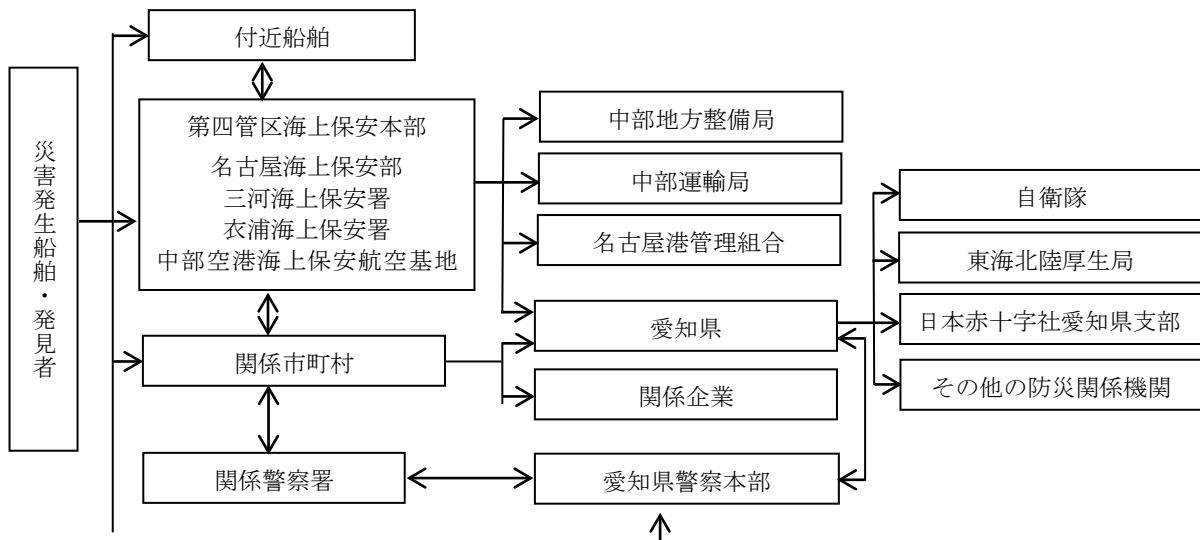 災害発生船舶・発見者
付近船舶
第四管区海上保安本部
名古屋海上保安部
三河海上保安署
衣浦海上保安署
中部空港海上保安航空基地
関係市町村
関係警察署
中部地方整備局
中部運輸局
名古屋港管理組合
愛知県
関係企業
愛知県警察本部
自衛隊
東海北陸厚生局
日本赤十字社愛知県支部
その他の防災関係機関